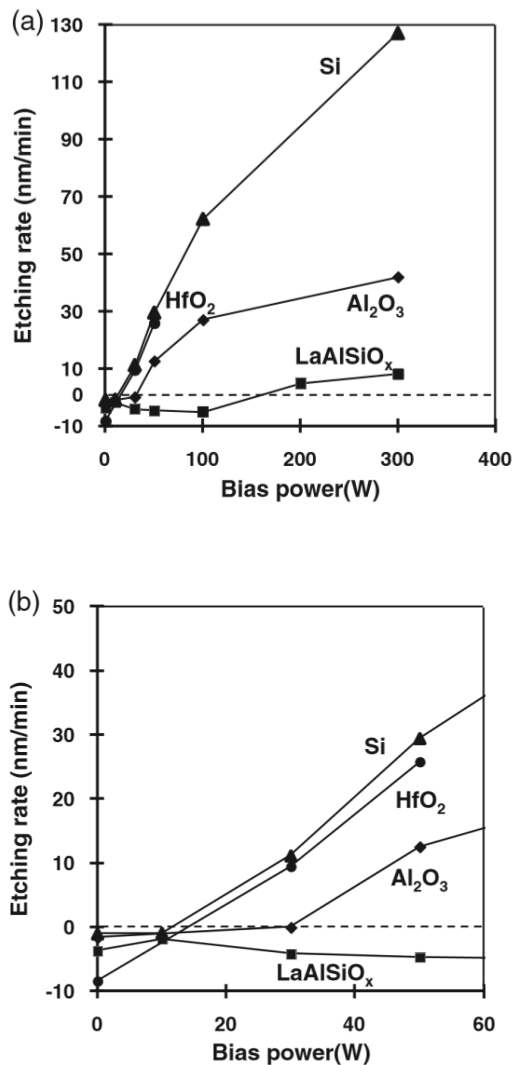 (a)
130
110
90
70
50
30
10
0
-10
Etching rate (nm/min)
Si
HfO₂
Al₂O₃
LaAlSiOₓ
0 100 200 300 400
Bias power(W)
(b)
50
40
30
20
10
0
-10
Etching rate (nm/min)
Si
HfO₂
Al₂O₃
LaAlSiOₓ
0 20 40 60
Bias power(W)